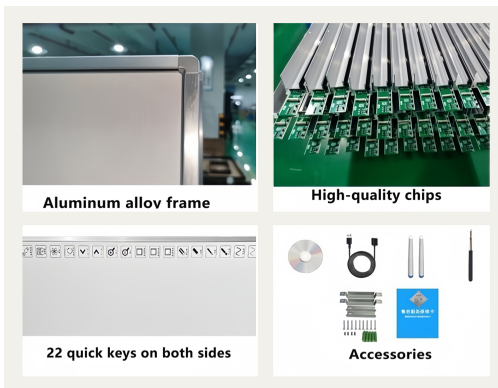 Aluminum alloy frame
High-quality chips
22 quick keys on both sides
Accessories